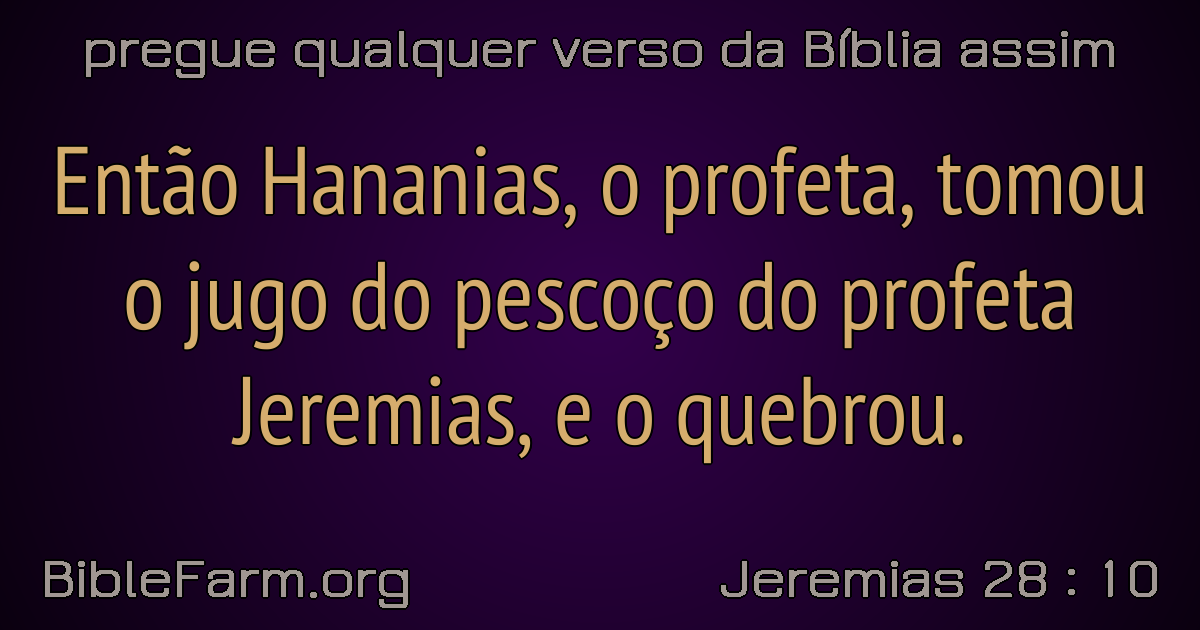 pregue qualquer verso da Bíblia assim
Então Hananias, o profeta, tomou
o jugo do pescoço do profeta
Jeremias, e o quebrou.
BibleFarm.org
Jeremias 28 : 10